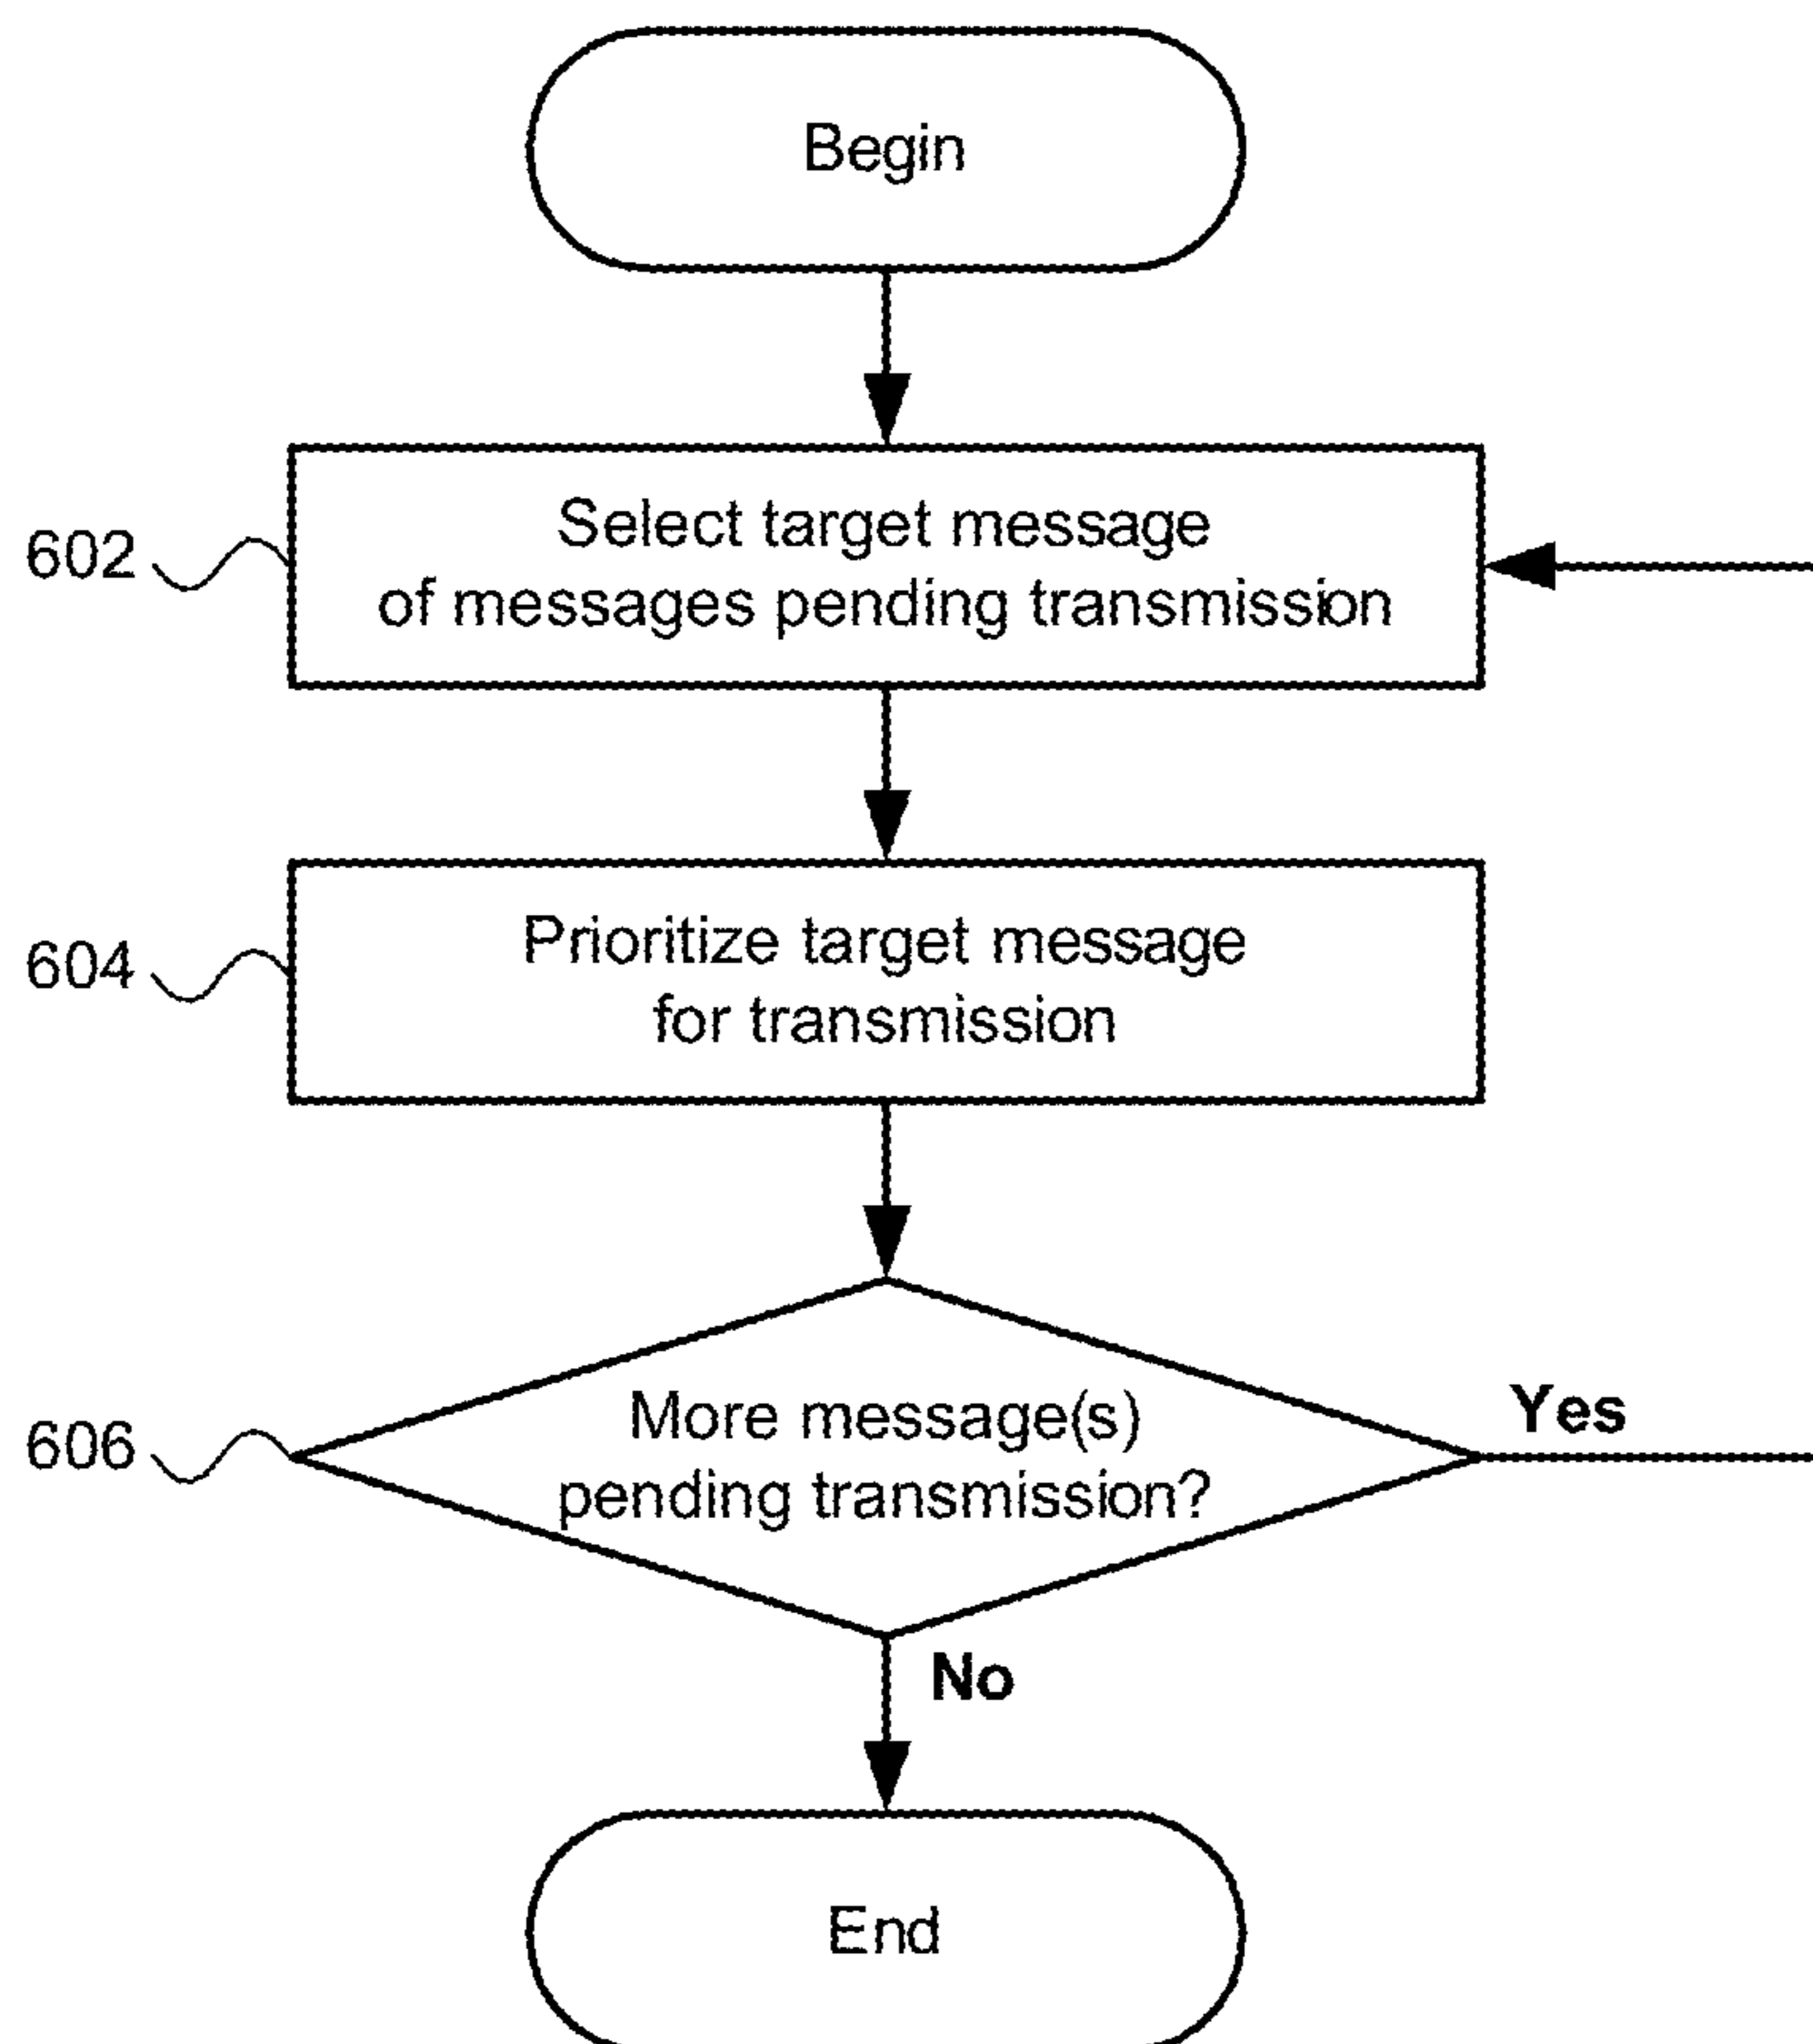 Begin
602
Select target message
of messages pending transmission
604
Prioritize target message
for transmission
606
More message(s)
pending transmission?
Yes
No
End